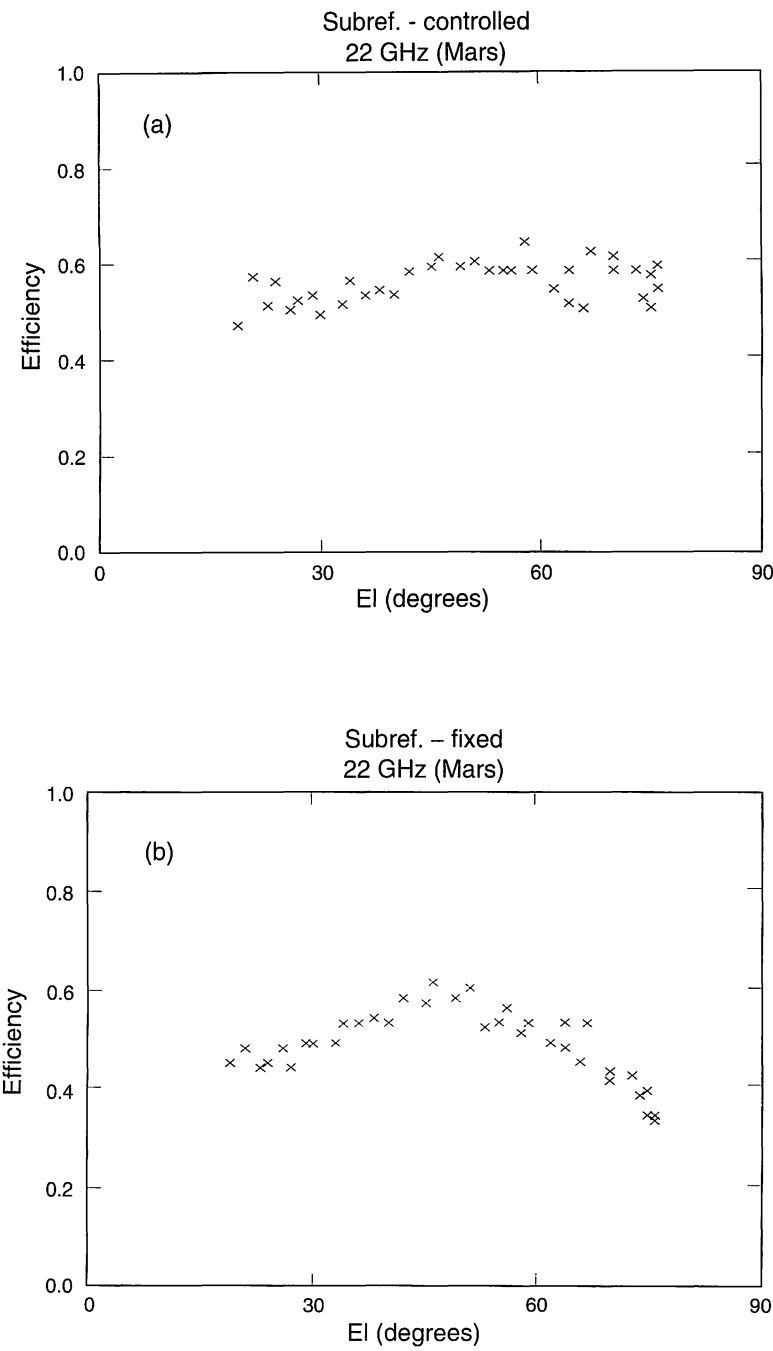 Subref. - controlled
22 GHz (Mars)
(a)
1.0
0.8
0.6
0.4
0.2
0.0
Efficiency
0 30 60 90
El (degrees)
Subref. – fixed
22 GHz (Mars)
(b)
1.0
0.8
0.6
0.4
0.2
0.0
Efficiency
0 30 60 90
El (degrees)